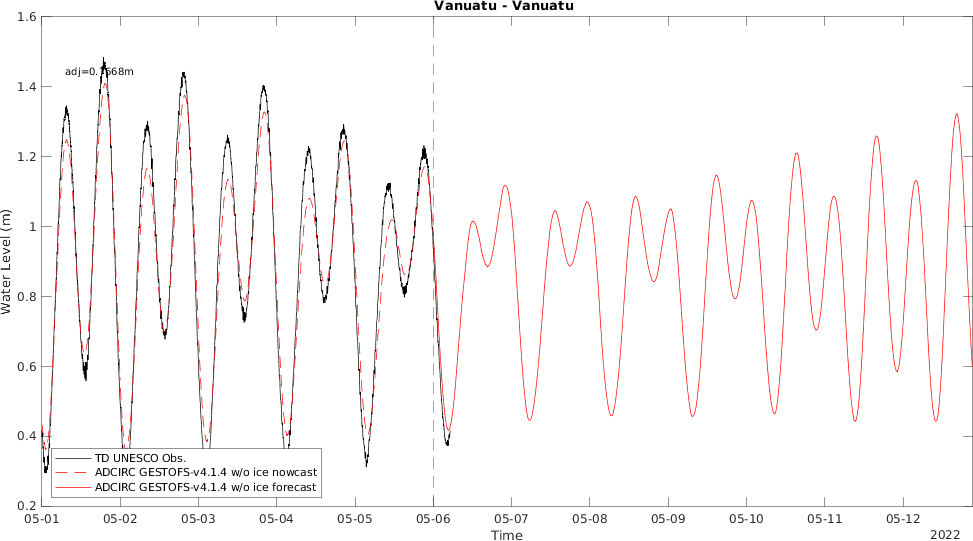 Vanuatu - Vanuatu
1.6
1.4
1.2
1
0.8
0.6
0.4
0.2
Water Level (m)
TD UNESCO Obs.
ADCIRC GESTOFS-v4.1.4 w/o ice nowcast
ADCIRC GESTOFS-v4.1.4 w/o ice forecast
05-01 05-02 05-03 05-04 05-05 05-06 05-07 05-08 05-09 05-10 05-11 05-12
Time
2022